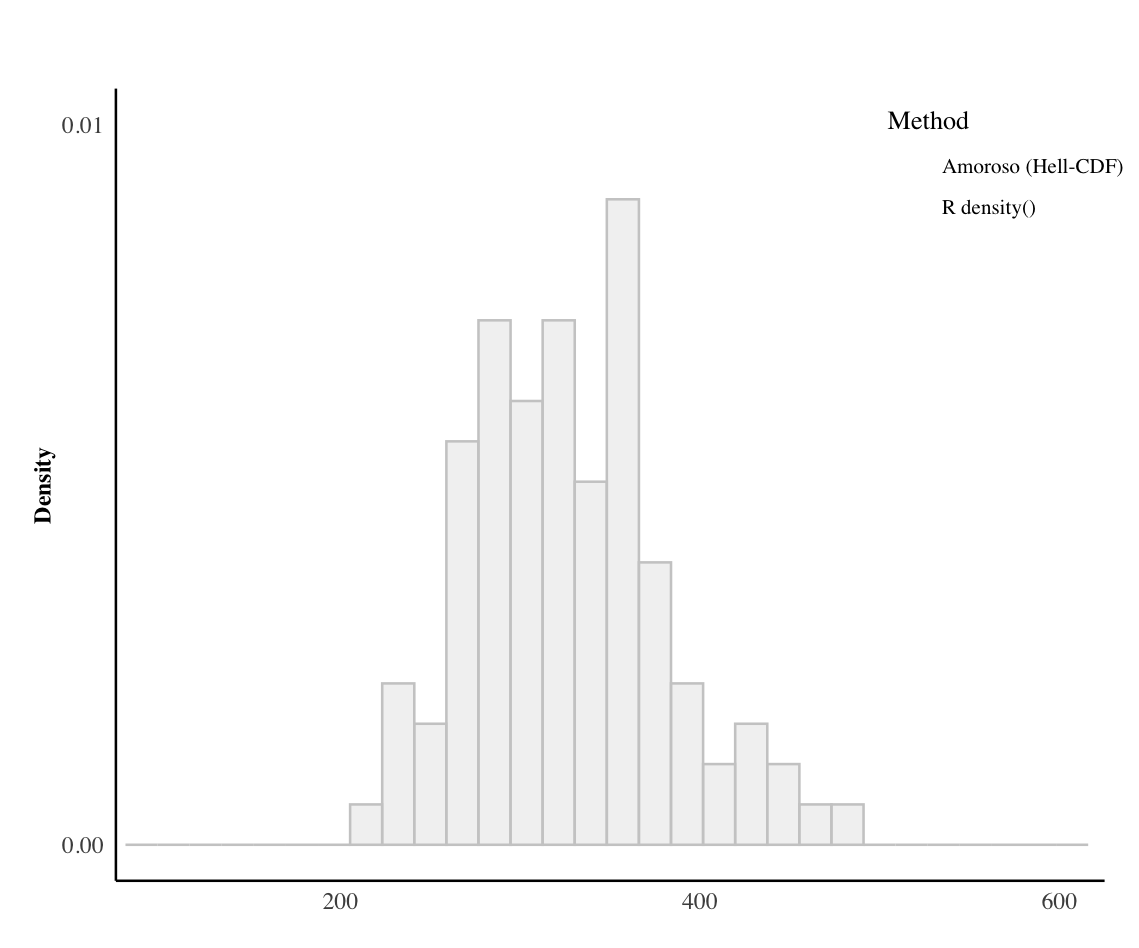 0.01
Method
Amoroso (Hell-CDF)
R density()
Density
0.00
200
400
600